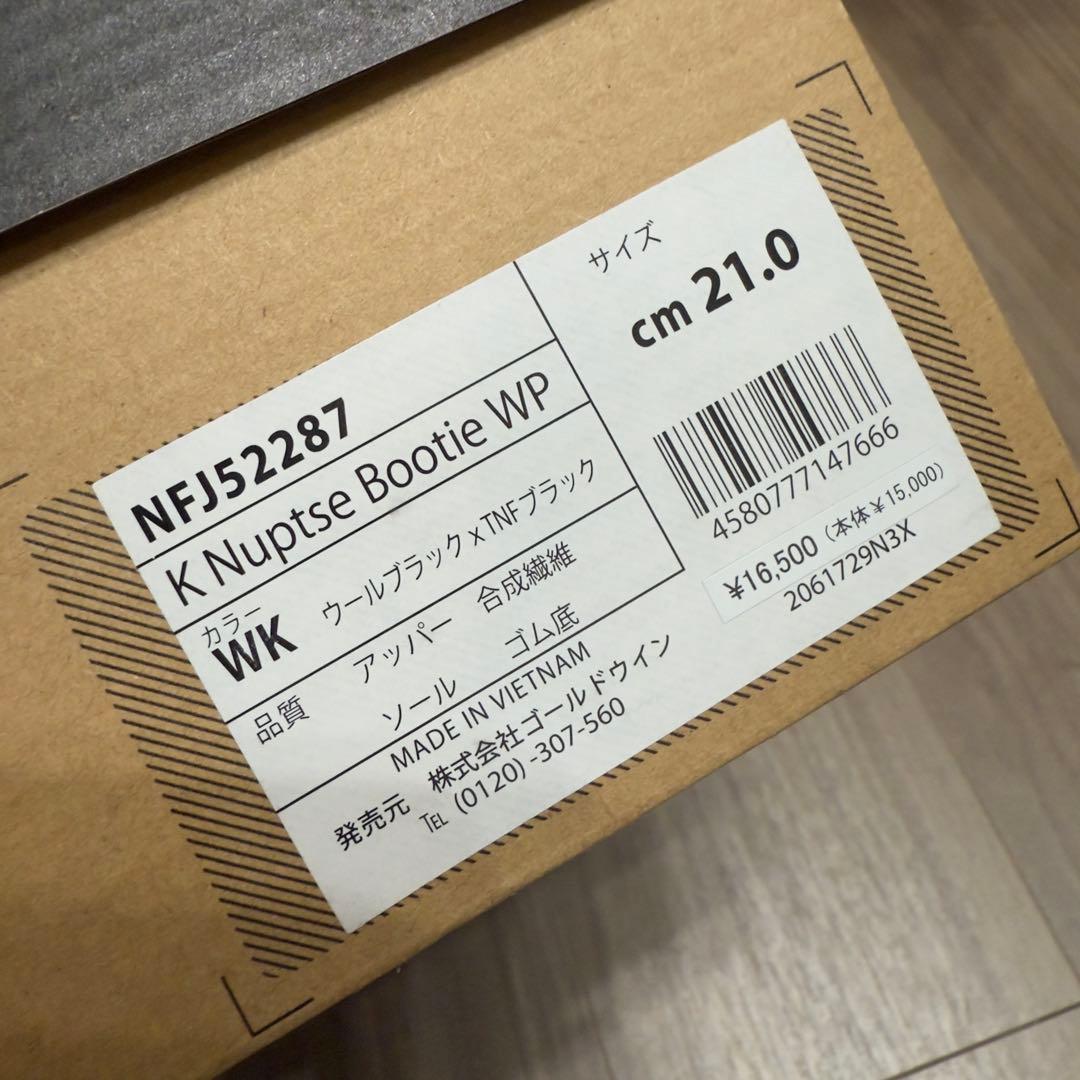 NFJ52287
K Nuptse Bootie WP
カラー
WK ウールブラック x TNFブラック
品質 アッパー 合成繊維
ソール ゴム底
MADE IN VIETNAM
発売元 株式会社ゴールドウイン
TEL (0120) -307-560
サイズ
cm 21.0
4580777147666
¥16,500 (本体¥15,000)
2061729N3X